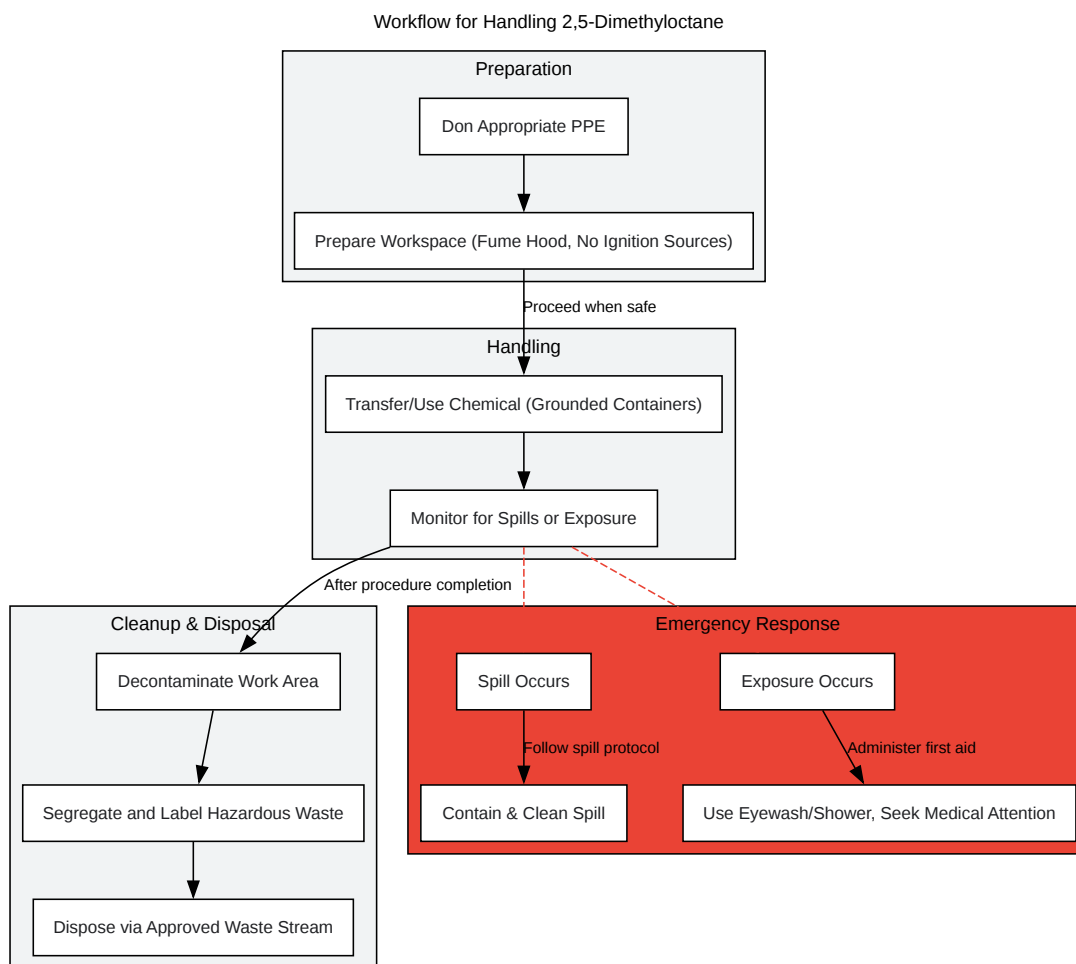 Workflow for Handling 2,5-Dimethyloctane
Preparation
Don Appropriate PPE
Prepare Workspace (Fume Hood, No Ignition Sources)
Proceed when safe
Handling
Transfer/Use Chemical (Grounded Containers)
Monitor for Spills or Exposure
After procedure completion
Cleanup & Disposal
Decontaminate Work Area
Segregate and Label Hazardous Waste
Dispose via Approved Waste Stream
Emergency Response
Spill Occurs
Exposure Occurs
Follow spill protocol
Administer first aid
Contain & Clean Spill
Use Eyewash/Shower, Seek Medical Attention